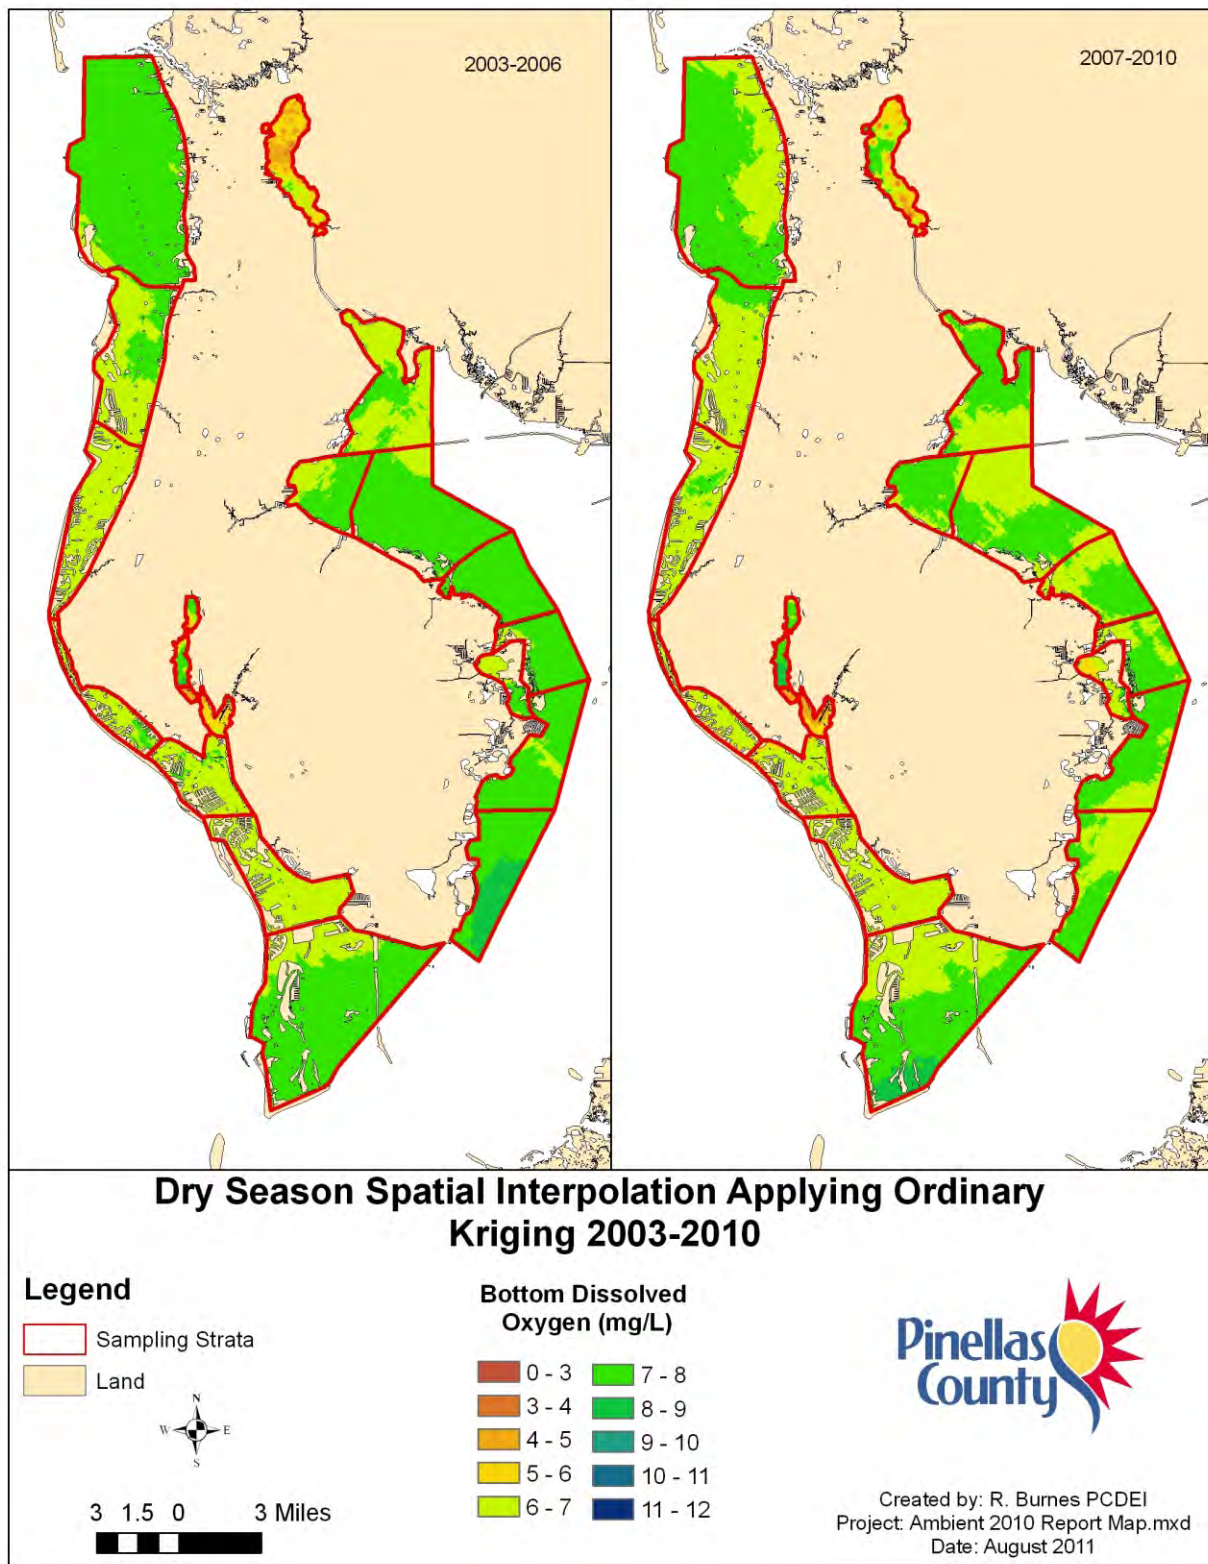 2003-2006
2007-2010
Dry Season Spatial Interpolation Applying Ordinary
Kriging 2003-2010
Legend
Sampling Strata
Land
N
W E
S
3 1.5 0 3 Miles
Bottom Dissolved
Oxygen (mg/L)
0 - 3 7 - 8
3 - 4 8 - 9
4 - 5 9 - 10
5 - 6 10 - 11
6 - 7 11 - 12
Pinellas
County
Created by: R. Burnes PCDEI
Project: Ambient 2010 Report Map.mxd
Date: August 2011